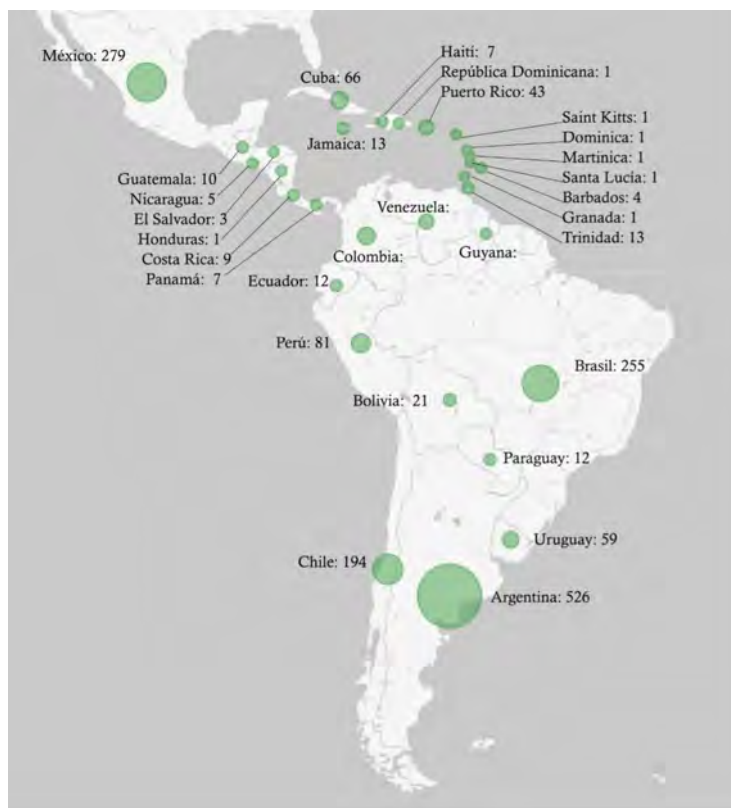 México: 279
Cuba: 66
Haití: 7
República Dominicana: 1
Puerto Rico: 43
Jamaica: 13
Saint Kitts: 1
Dominica: 1
Martinica: 1
Santa Lucía: 1
Barbados: 4
Granada: 1
Trinidad: 13
Guatemala: 10
Nicaragua: 5
El Salvador: 3
Honduras: 1
Costa Rica: 9
Panamá: 7
Venezuela:
Colombia:
Guyana:
Ecuador: 12
Perú: 81
Brasil: 255
Bolivia: 21
Paraguay: 12
Uruguay: 59
Chile: 194
Argentina: 526